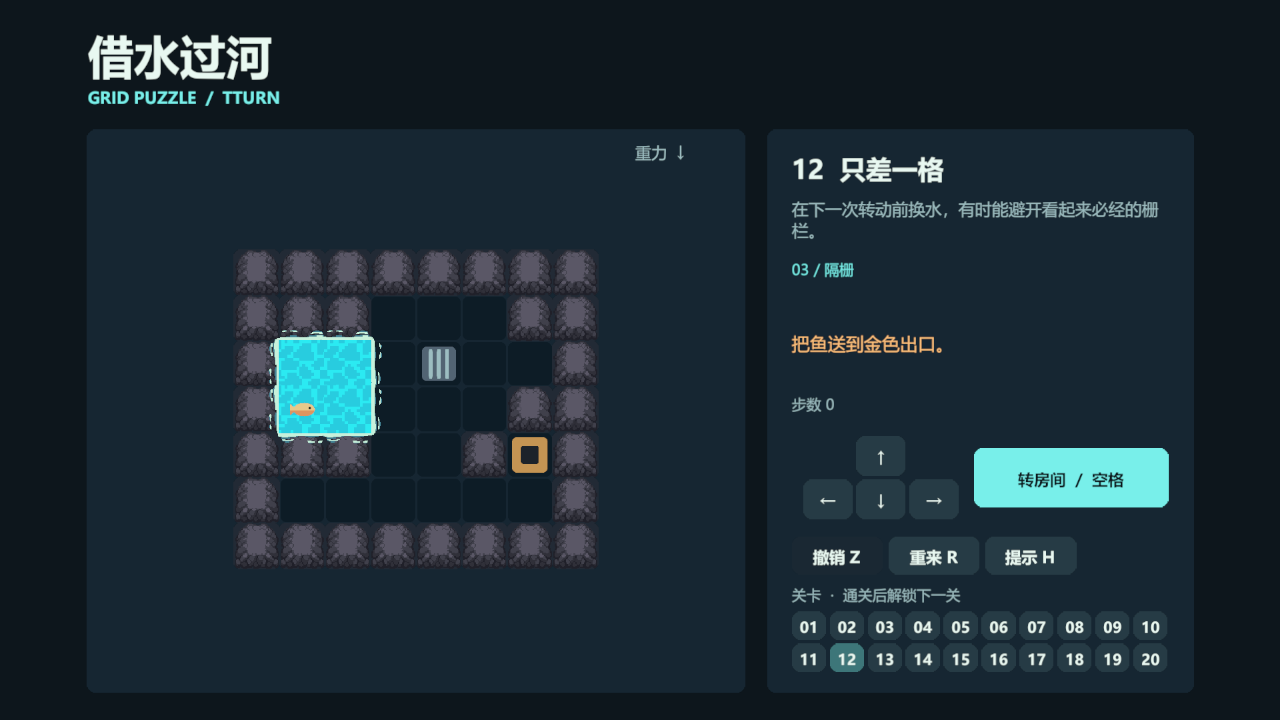 借水过河
GRID PUZZLE / TTURN
重力 ↓
12 只差一格
在下一次转动前换水，有时能避开看起来必经的栅
栏。
03 / 隔栅
把鱼送到金色出口。
步数 0
↑
← ↓ →
转房间 / 空格
撤销 Z 重来 R 提示 H
关卡 · 通关后解锁下一关
01 02 03 04 05 06 07 08 09 10
11 12 13 14 15 16 17 18 19 20